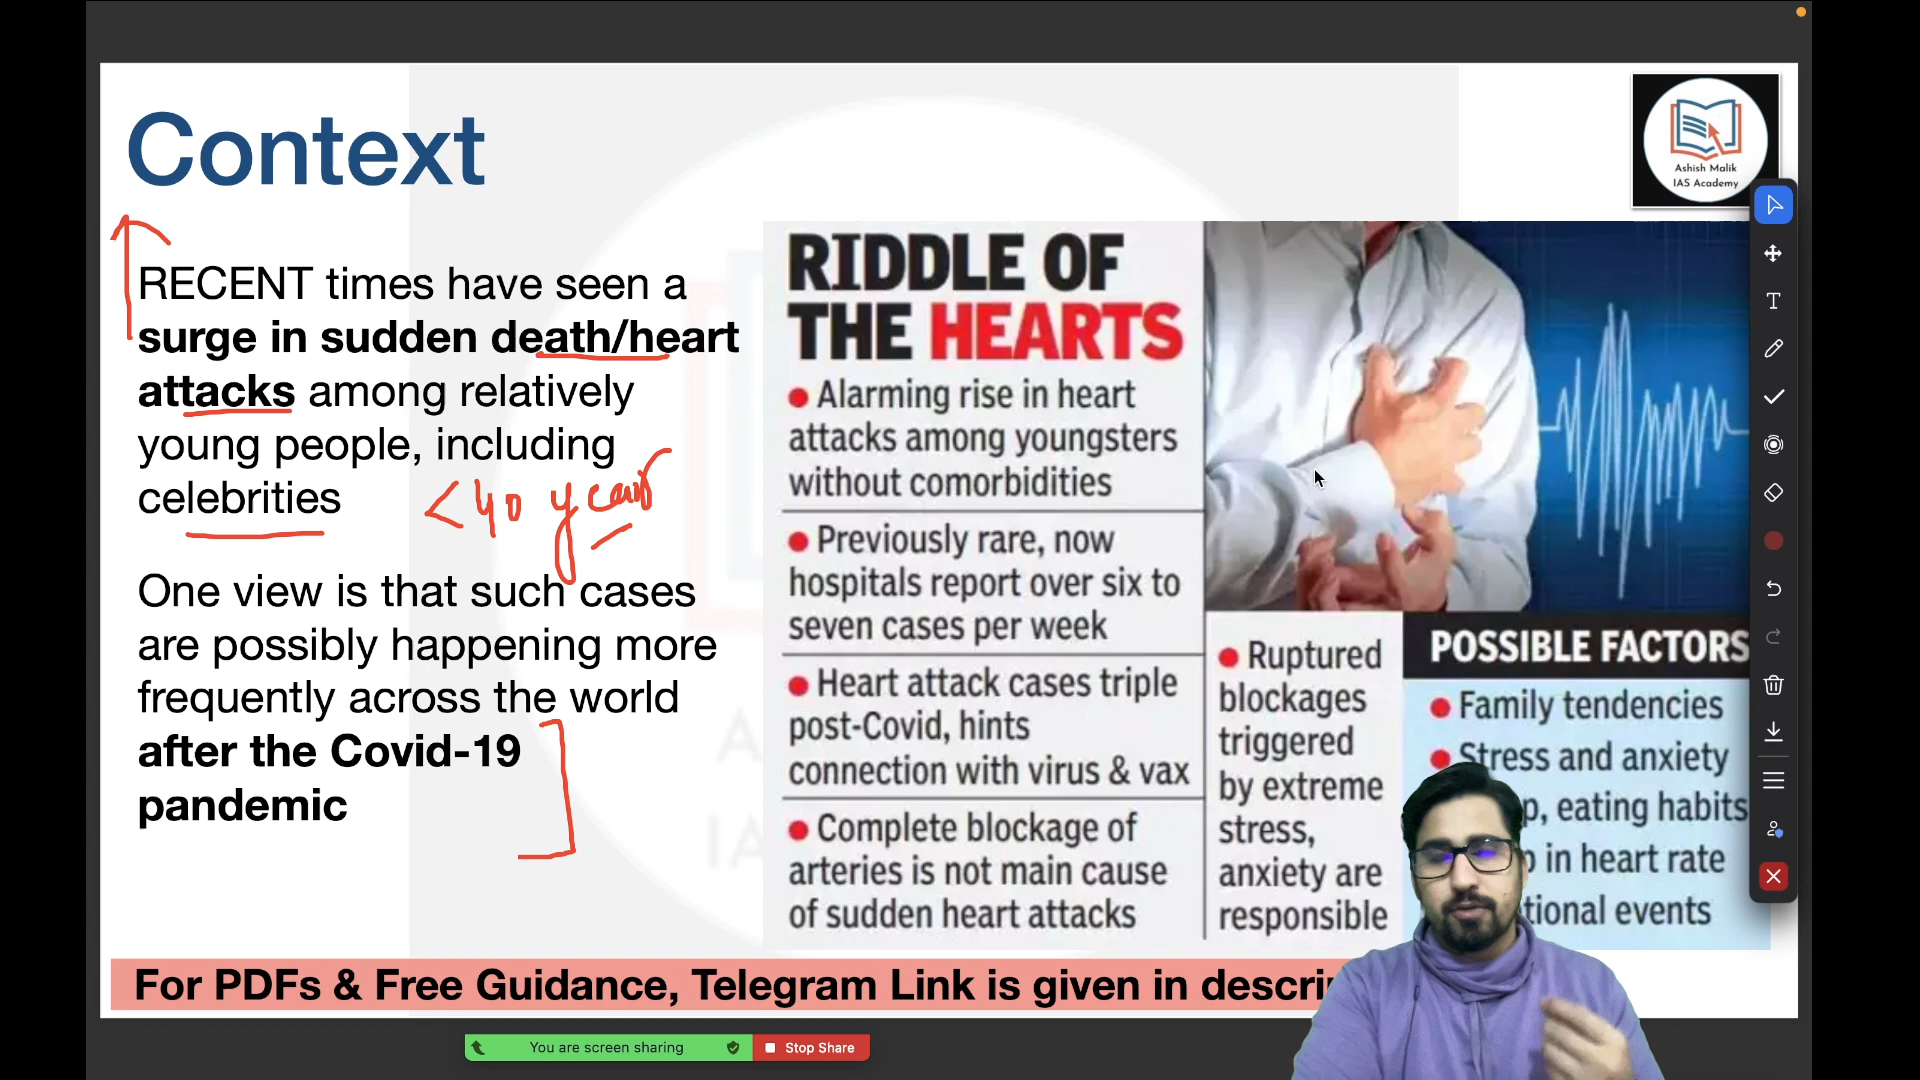 Context
Ashish Malik
IAS Academy
RECENT times have seen a
surge in sudden death/heart
attacks among relatively
young people, including
celebrities
<40 years
One view is that such cases
are possibly happening more
frequently across the world
after the Covid-19
pandemic
RIDDLE OF
THE HEARTS
Alarming rise in heart
attacks among youngsters
without comorbidities
Previously rare, now
hospitals report over six to
seven cases per week
Heart attack cases triple
post-Covid, hints
connection with virus & vax
Complete blockage of
arteries is not main cause
of sudden heart attacks
Ruptured
blockages
triggered
by extreme
stress,
anxiety are
responsible
POSSIBLE FACTORS
Family tendencies
Stress and anxiety
eating habits
in heart rate
events
For PDFs & Free Guidance, Telegram Link is given in
You are screen sharing
Stop Share